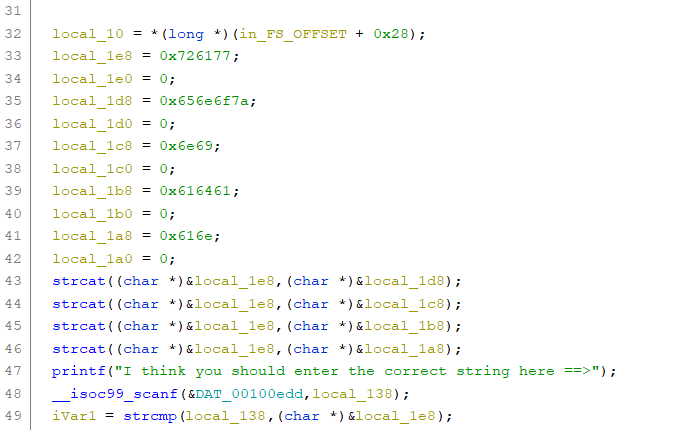 31
32 local_10 = *(long *)(in_FS_OFFSET + 0x28);
33 local_1e8 = 0x726177;
34 local_1e0 = 0;
35 local_1d8 = 0x656e6f7a;
36 local_1d0 = 0;
37 local_1c8 = 0x6e69;
38 local_1c0 = 0;
39 local_1b8 = 0x616461;
40 local_1b0 = 0;
41 local_1a8 = 0x616e;
42 local_1a0 = 0;
43 strcat((char *)&local_1e8,(char *)&local_1d8);
44 strcat((char *)&local_1e8,(char *)&local_1c8);
45 strcat((char *)&local_1e8,(char *)&local_1b8);
46 strcat((char *)&local_1e8,(char *)&local_1a8);
47 printf("I think you should enter the correct string here ==>");
48 __isoc99_scanf(&DAT_00100edd,local_138);
49 iVar1 = strcmp(local_138,(char *)&local_1e8);